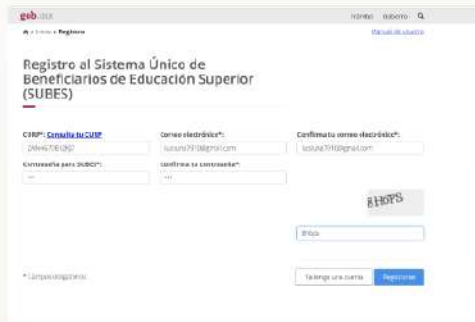 gob.mx
Trámites Gobierno
> Inicio > Registro
Manual de usuario
Registro al Sistema Único de
Beneficiarios de Educación Superior
(SUBES)
CURP*: Consulta tu CURP
Correo electrónico*:
Confirma tu correo electrónico*:
Contraseña para SUBES*:
Confirma tu contraseña*:
* Campos obligatorios
Ya tengo una cuenta
Registrarse